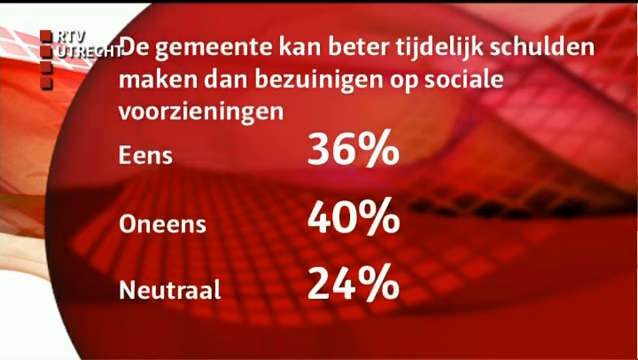 RTV
UTRECHT
De gemeente kan beter tijdelijk schulden
maken dan bezuinigen op sociale
voorzieningen
Eens 36%
Oneens 40%
Neutraal 24%